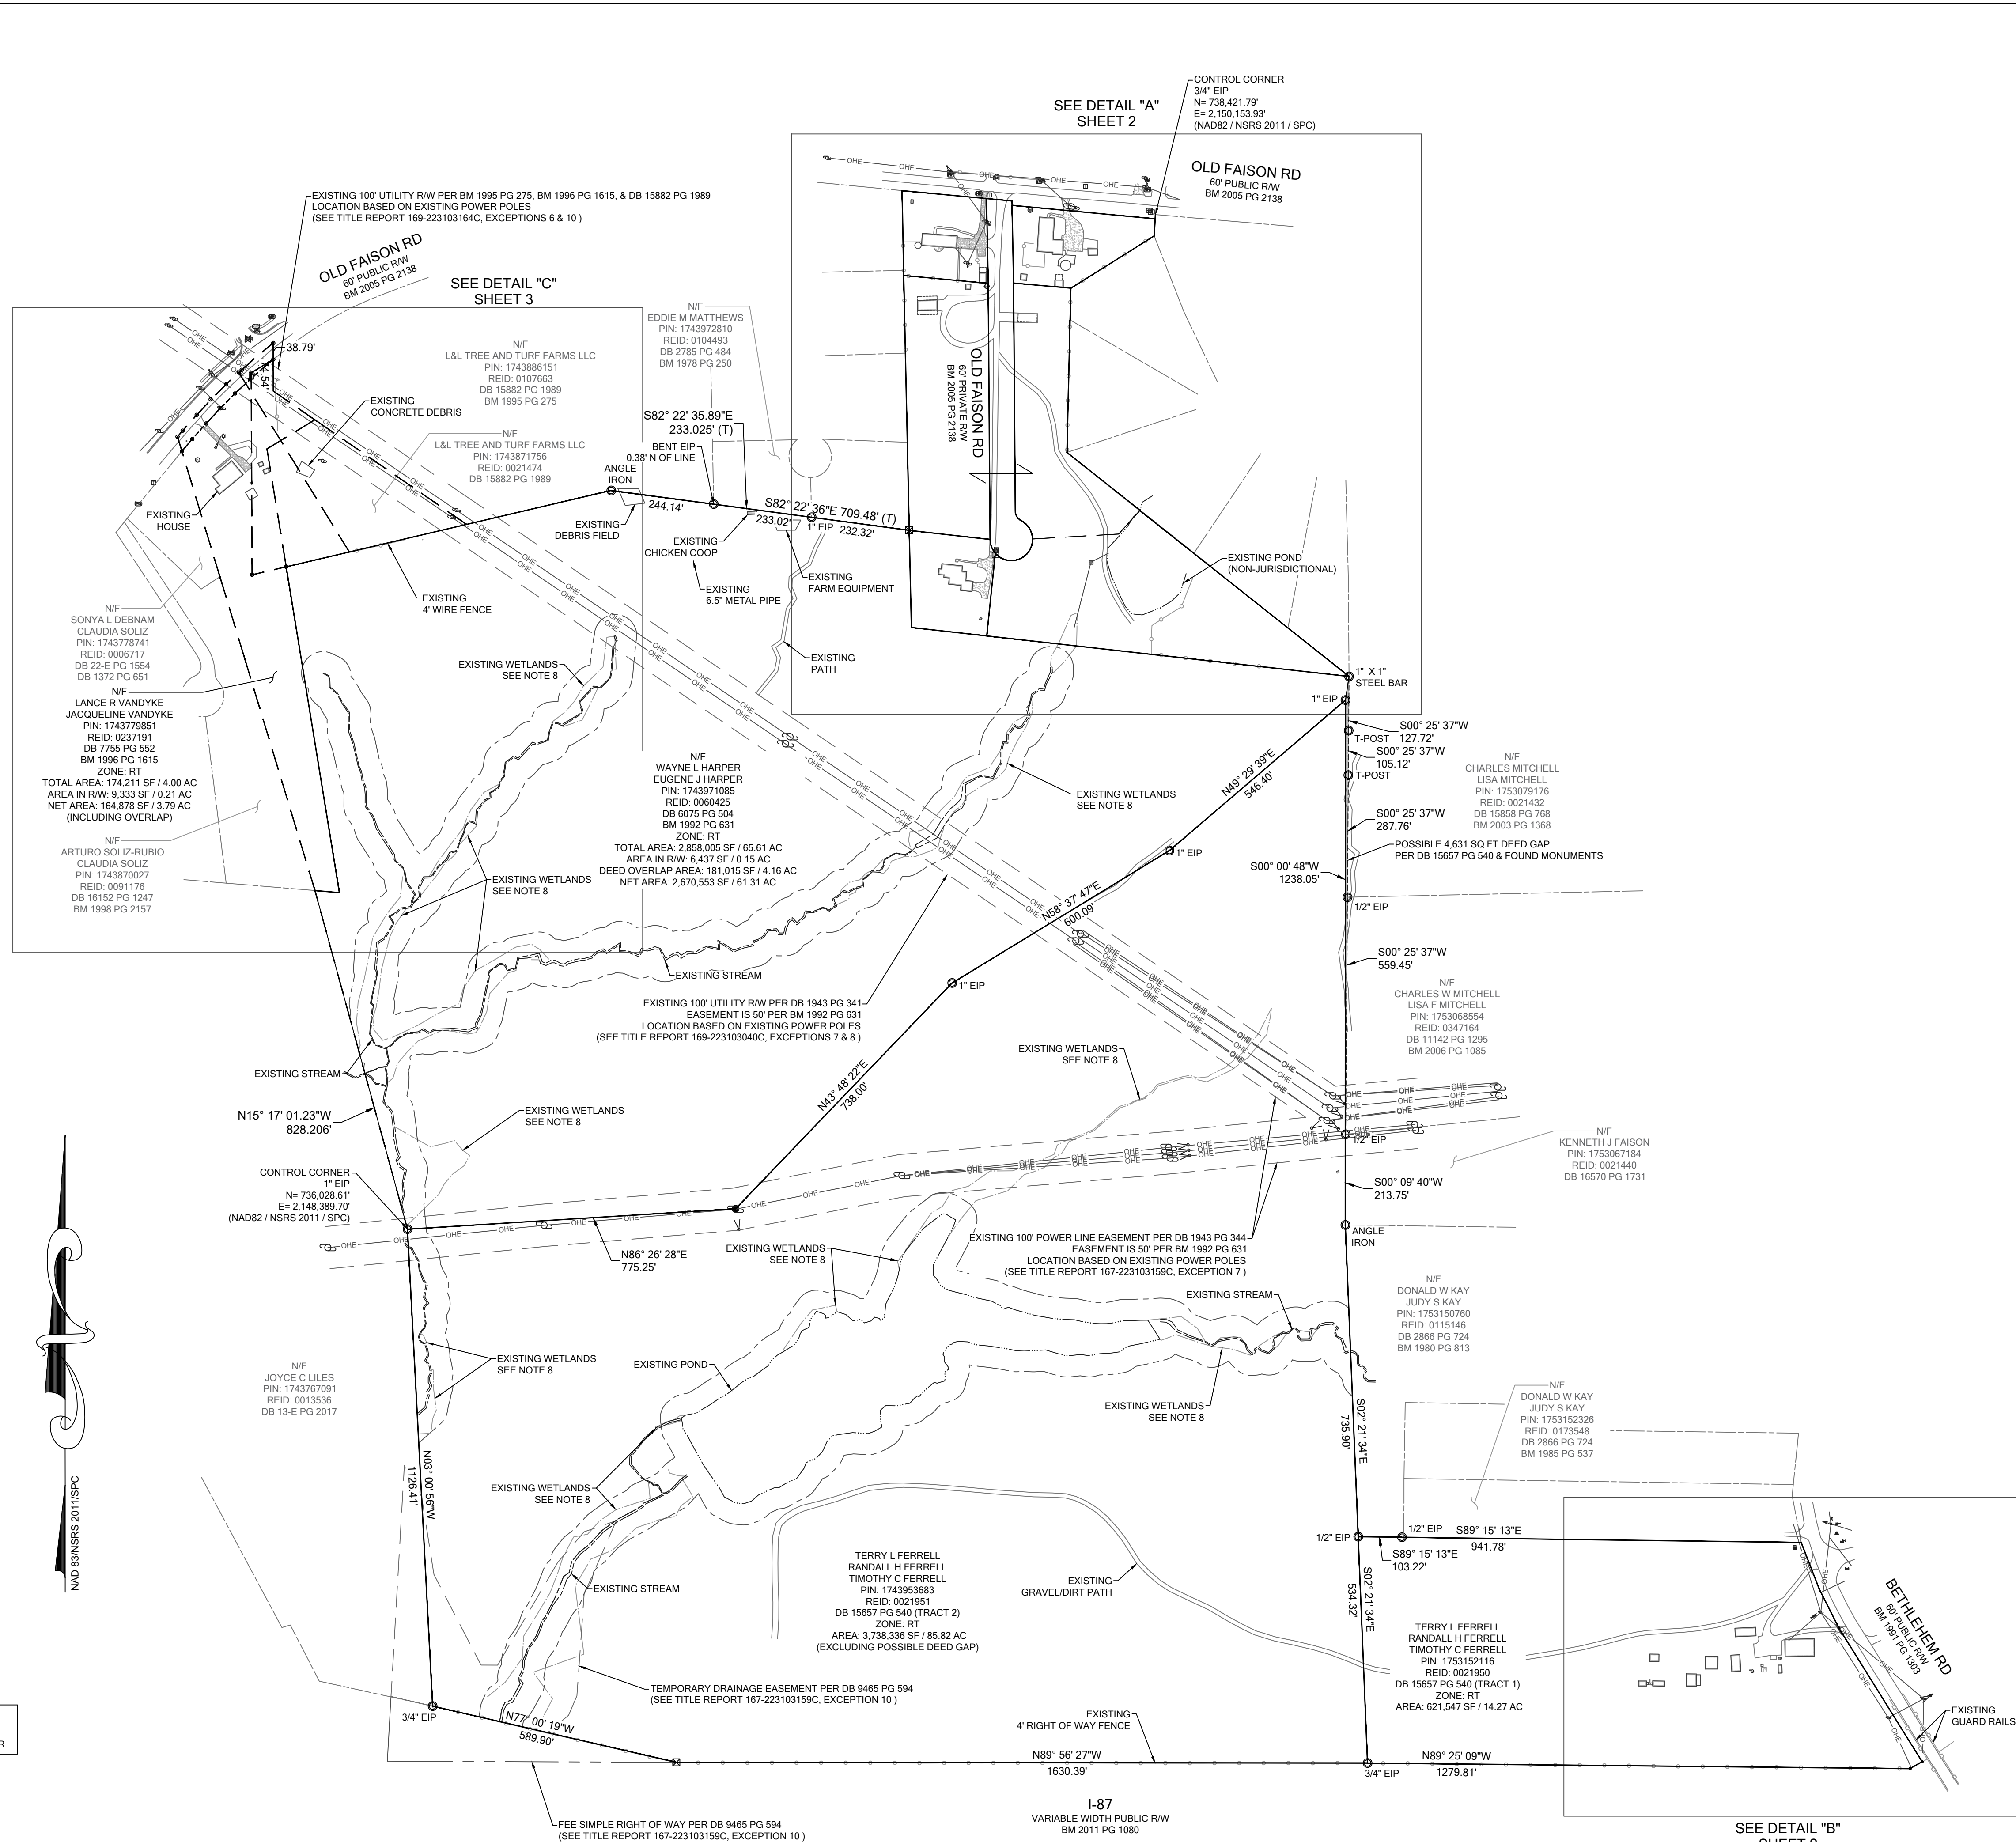 CONTROL CORNER
3/4" EIP
N= 738,421.79'
E= 2,150,153.93'
(NAD82 / NSRS 2011 / SPC)
SEE DETAIL "A"
SHEET 2
OLD FAISON RD
60' PUBLIC R/W
BM 2005 PG 2138
EXISTING 100' UTILITY R/W PER BM 1995 PG 275, BM 1996 PG 1615, & DB 15882 PG 1989
LOCATION BASED ON EXISTING POWER POLES
(SEE TITLE REPORT 169-223103164C, EXCEPTIONS 6 & 10 )
OLD FAISON RD
60' PUBLIC R/W
BM 2005 PG 2138
SEE DETAIL "C"
SHEET 3
38.79'
N/F
L&L TREE AND TURF FARMS LLC
PIN: 1743886151
REID: 0107663
DB 15882 PG 1989
BM 1995 PG 275
N/F
EDDIE M MATTHEWS
PIN: 1743972810
REID: 0104493
DB 2785 PG 484
BM 1978 PG 250
OLD FAISON RD
60' PRIVATE R/W
BM 2005 PG 2138
EXISTING
CONCRETE DEBRIS
N/F
L&L TREE AND TURF FARMS LLC
PIN: 1743871756
REID: 0021474
DB 15882 PG 1989
S82° 22' 35.89"E
233.025' (T)
BENT EIP
0.38' N OF LINE
ANGLE
IRON
244.14'
S82° 22' 36"E 709.48' (T)
233.02'
1" EIP
232.32'
EXISTING
HOUSE
EXISTING
DEBRIS FIELD
EXISTING
CHICKEN COOP
EXISTING
6.5" METAL PIPE
EXISTING
FARM EQUIPMENT
EXISTING POND
(NON-JURISDICTIONAL)
EXISTING
4' WIRE FENCE
N/F
SONYA L DEBNAM
CLAUDIA SOLIZ
PIN: 1743778741
REID: 0006717
DB 22-E PG 1554
DB 1372 PG 651
EXISTING WETLANDS
SEE NOTE 8
EXISTING
PATH
1" X 1"
STEEL BAR
1" EIP
N/F
LANCE R VANDYKE
JACQUELINE VANDYKE
PIN: 1743779851
REID: 0237191
DB 7755 PG 552
BM 1996 PG 1615
ZONE: RT
TOTAL AREA: 174,211 SF / 4.00 AC
AREA IN R/W: 9,333 SF / 0.21 AC
NET AREA: 164,878 SF / 3.79 AC
(INCLUDING OVERLAP)
S00° 25' 37"W
127.72'
T-POST
S00° 25' 37"W
105.12'
T-POST
N/F
WAYNE L HARPER
EUGENE J HARPER
PIN: 1743971085
REID: 0060425
DB 6075 PG 504
BM 1992 PG 631
ZONE: RT
TOTAL AREA: 2,858,005 SF / 65.61 AC
AREA IN R/W: 6,437 SF / 0.15 AC
DEED OVERLAP AREA: 181,015 SF / 4.16 AC
NET AREA: 2,670,553 SF / 61.31 AC
N/F
CHARLES MITCHELL
LISA MITCHELL
PIN: 1753079176
REID: 0021432
DB 15858 PG 768
BM 2003 PG 1368
N49° 29' 39"E
546.40'
EXISTING WETLANDS
SEE NOTE 8
S00° 25' 37"W
287.76'
POSSIBLE 4,631 SQ FT DEED GAP
PER DB 15657 PG 540 & FOUND MONUMENTS
N/F
ARTURO SOLIZ-RUBIO
CLAUDIA SOLIZ
PIN: 1743870027
REID: 0091176
DB 16152 PG 1247
BM 1998 PG 2157
1" EIP
S00° 00' 48"W
1238.05'
EXISTING WETLANDS
SEE NOTE 8
N58° 37' 47"E
600.09'
1/2" EIP
EXISTING STREAM
1" EIP
S00° 25' 37"W
559.45'
EXISTING 100' UTILITY R/W PER DB 1943 PG 341
EASEMENT IS 50' PER BM 1992 PG 631
LOCATION BASED ON EXISTING POWER POLES
(SEE TITLE REPORT 169-223103040C, EXCEPTIONS 7 & 8 )
N/F
CHARLES W MITCHELL
LISA F MITCHELL
PIN: 1753068554
REID: 0347164
DB 11142 PG 1295
BM 2006 PG 1085
EXISTING WETLANDS
SEE NOTE 8
EXISTING STREAM
N43° 48' 22"E
738.00'
N15° 17' 01.23"W
828.206'
EXISTING WETLANDS
SEE NOTE 8
1/2" EIP
N/F
KENNETH J FAISON
PIN: 1753067184
REID: 0021440
DB 16570 PG 1731
CONTROL CORNER
1" EIP
N= 736,028.61'
E= 2,148,389.70'
(NAD82 / NSRS 2011 / SPC)
S00° 09' 40"W
213.75'
ANGLE
IRON
N86° 26' 28"E
775.25'
EXISTING WETLANDS
SEE NOTE 8
EXISTING 100' POWER LINE EASEMENT PER DB 1943 PG 344
EASEMENT IS 50' PER BM 1992 PG 631
LOCATION BASED ON EXISTING POWER POLES
(SEE TITLE REPORT 167-223103159C, EXCEPTION 7 )
EXISTING STREAM
N/F
DONALD W KAY
JUDY S KAY
PIN: 1753150760
REID: 0115146
DB 2866 PG 724
BM 1980 PG 813
N/F
JOYCE C LILES
PIN: 1743767091
REID: 0013536
DB 13-E PG 2017
EXISTING WETLANDS
SEE NOTE 8
EXISTING POND
EXISTING WETLANDS
SEE NOTE 8
N/F
DONALD W KAY
JUDY S KAY
PIN: 1753152326
REID: 0173548
DB 2866 PG 724
BM 1985 PG 537
S02° 21' 34"E
735.90'
N03° 00' 56"W
1126.41'
NAD 83/NSRS 2011/SPC
EXISTING WETLANDS
SEE NOTE 8
1/2" EIP
1/2" EIP
S89° 15' 13"E
941.78'
S89° 15' 13"E
103.22'
TERRY L FERRELL
RANDALL H FERRELL
TIMOTHY C FERRELL
PIN: 1743953683
REID: 0021951
DB 15657 PG 540 (TRACT 2)
ZONE: RT
AREA: 3,738,336 SF / 85.82 AC
(EXCLUDING POSSIBLE DEED GAP)
EXISTING
GRAVEL/DIRT PATH
S02° 21' 34"E
534.32'
EXISTING STREAM
BETHLEHEM RD
60' PUBLIC R/W
BM 1991 PG 1303
TERRY L FERRELL
RANDALL H FERRELL
TIMOTHY C FERRELL
PIN: 1753152116
REID: 0021950
DB 15657 PG 540 (TRACT 1)
ZONE: RT
AREA: 621,547 SF / 14.27 AC
TEMPORARY DRAINAGE EASEMENT PER DB 9465 PG 594
(SEE TITLE REPORT 167-223103159C, EXCEPTION 10 )
EXISTING
GUARD RAILS
3/4" EIP
N77° 00' 19"W
589.90'
EXISTING
4' RIGHT OF WAY FENCE
R.
N89° 56' 27"W
1630.39'
3/4" EIP
N89° 25' 09"W
1279.81'
I-87
VARIABLE WIDTH PUBLIC R/W
BM 2011 PG 1080
FEE SIMPLE RIGHT OF WAY PER DB 9465 PG 594
(SEE TITLE REPORT 167-223103159C, EXCEPTION 10 )
SEE DETAIL "B"